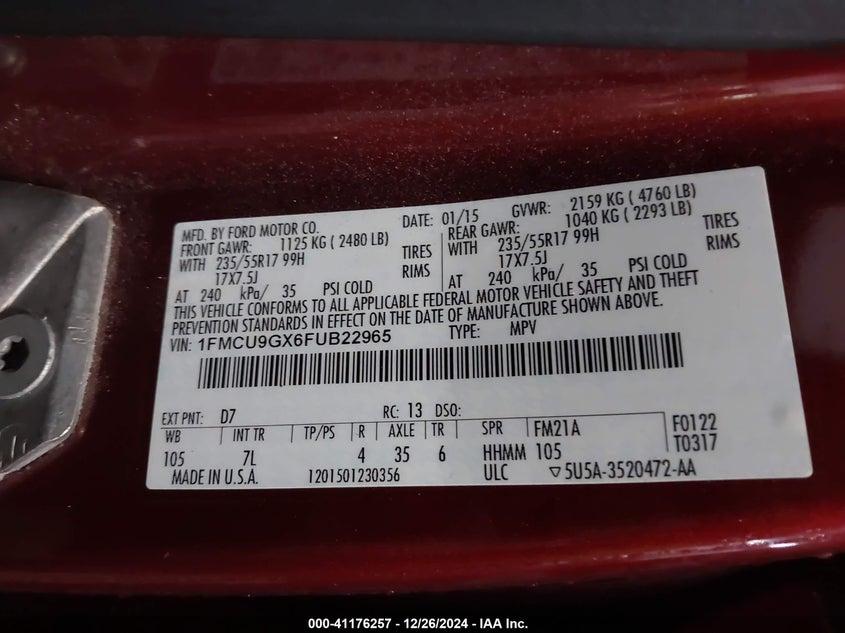 MFD. BY FORD MOTOR CO. DATE: 01/15 GVWR: 2159 KG ( 4760 LB)
FRONT GAWR: 1125 KG ( 2480 LB) REAR GAWR: 1040 KG ( 2293 LB)
WITH 235/55R17 99H TIRES WITH 235/55R17 99H TIRES
17X7.5J RIMS 17X7.5J RIMS
AT 240 kPa/ 35 PSI COLD AT 240 kPa/ 35 PSI COLD
THIS VEHICLE CONFORMS TO ALL APPLICABLE FEDERAL MOTOR VEHICLE SAFETY AND THEFT
PREVENTION STANDARDS IN EFFECT ON THE DATE OF MANUFACTURE SHOWN ABOVE.
VIN: 1FMCU9GX6FUB22965 TYPE: MPV
EXT PNT: D7 RC: 13 DSO:
WB INT TR TP/PS R AXLE TR SPR FM21A F0122
105 7L 4 35 6 HHMM 105 T0317
MADE IN U.S.A. 1201501230356 ULC ▽5U5A-3520472-AA
000-41176257 - 12/26/2024 - IAA Inc.